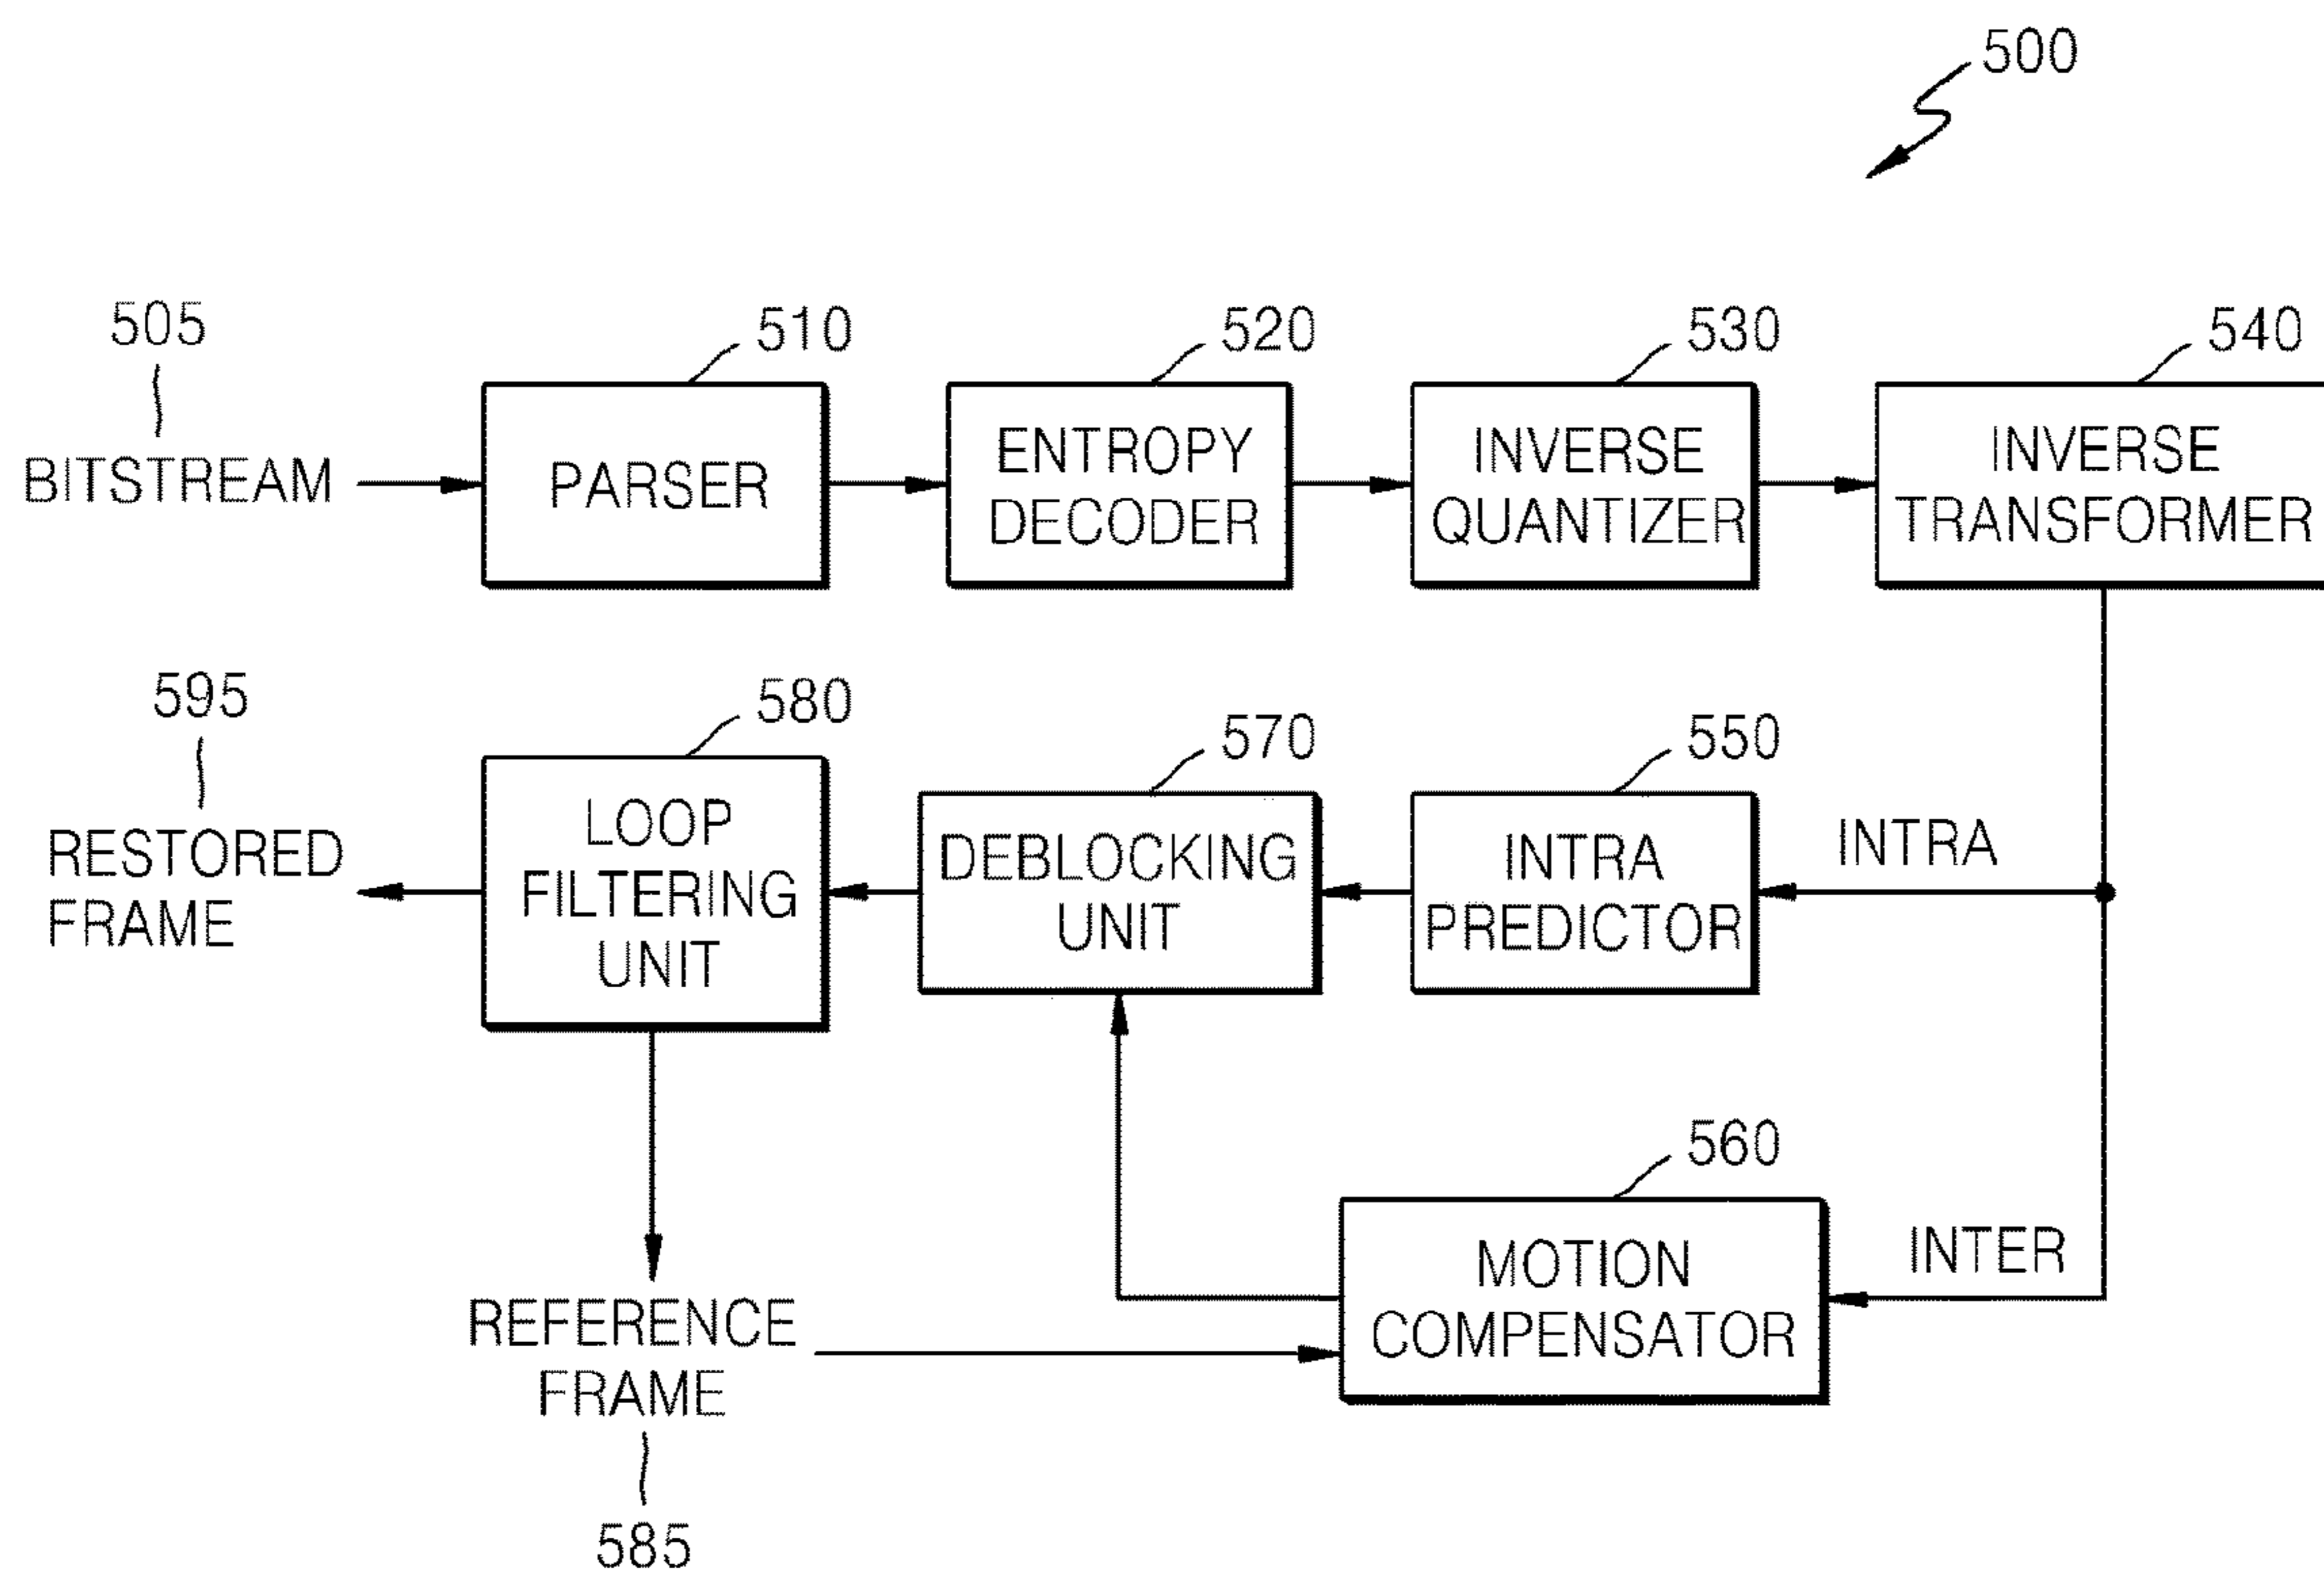 500
505
510
520
530
540
BITSTREAM
PARSER
ENTROPY
DECODER
INVERSE
QUANTIZER
INVERSE
TRANSFORMER
595
580
570
550
RESTORED
FRAME
LOOP
FILTERING
UNIT
DEBLOCKING
UNIT
INTRA
PREDICTOR
INTRA
560
MOTION
COMPENSATOR
INTER
REFERENCE
FRAME
585